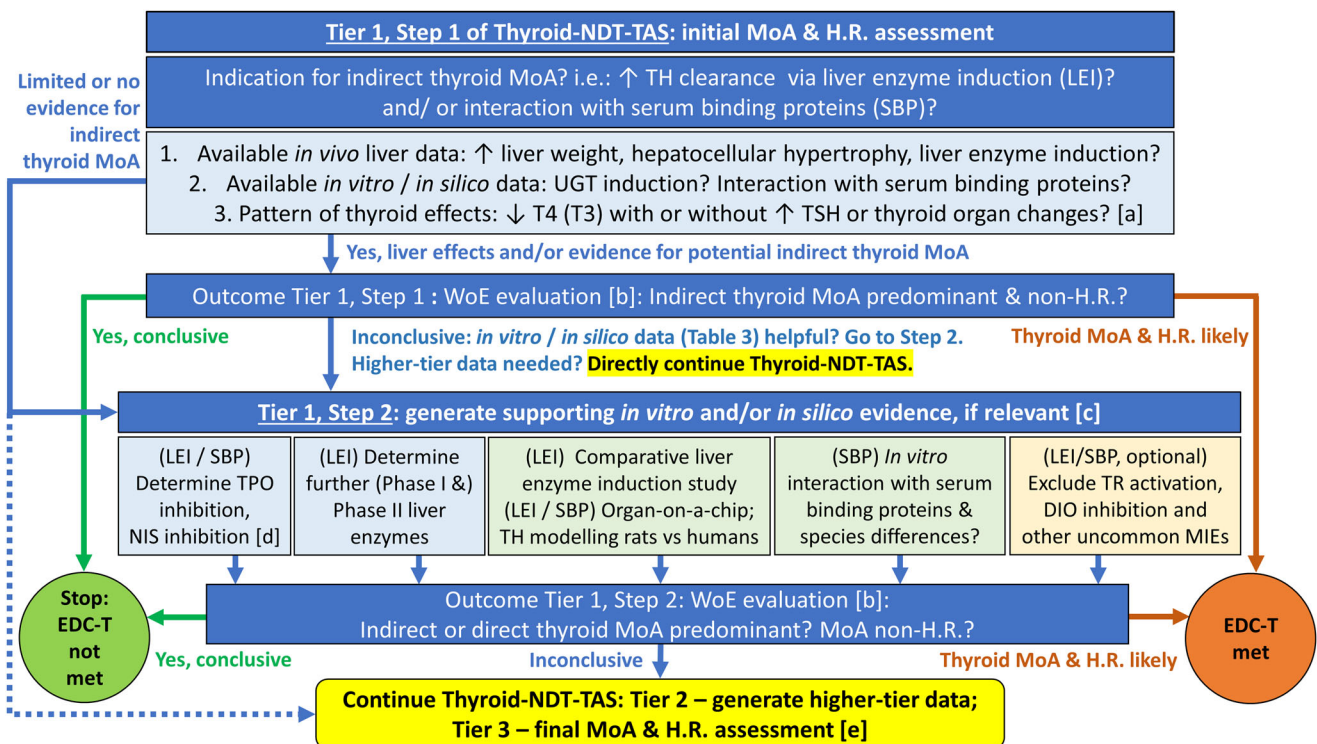 Tier 1, Step 1 of Thyroid-NDT-TAS: initial MoA & H.R. assessment
Limited or no
evidence for
indirect
thyroid MoA
Indication for indirect thyroid MoA? i.e.: ↑ TH clearance via liver enzyme induction (LEI)?
and/ or interaction with serum binding proteins (SBP)?
1. Available in vivo liver data: ↑ liver weight, hepatocellular hypertrophy, liver enzyme induction?
2. Available in vitro / in silico data: UGT induction? Interaction with serum binding proteins?
3. Pattern of thyroid effects: ↓ T4 (T3) with or without ↑ TSH or thyroid organ changes? [a]
Yes, liver effects and/or evidence for potential indirect thyroid MoA
Outcome Tier 1, Step 1 : WoE evaluation [b]: Indirect thyroid MoA predominant & non-H.R.?
Yes, conclusive
Inconclusive: in vitro / in silico data (Table 3) helpful? Go to Step 2.
Higher-tier data needed? Directly continue Thyroid-NDT-TAS.
Thyroid MoA & H.R. likely
Tier 1, Step 2: generate supporting in vitro and/or in silico evidence, if relevant [c]
(LEI / SBP)
Determine TPO
inhibition,
NIS inhibition [d]
(LEI) Determine
further (Phase I &)
Phase II liver
enzymes
(LEI) Comparative liver
enzyme induction study
(LEI / SBP) Organ-on-a-chip;
TH modelling rats vs humans
(SBP) In vitro
interaction with serum
binding proteins &
species differences?
(LEI/SBP, optional)
Exclude TR activation,
DIO inhibition and
other uncommon MIEs
Stop:
EDC-T
not
met
Outcome Tier 1, Step 2: WoE evaluation [b]:
Indirect or direct thyroid MoA predominant? MoA non-H.R.?
EDC-T
met
Yes, conclusive
Inconclusive
Thyroid MoA & H.R. likely
Continue Thyroid-NDT-TAS: Tier 2 – generate higher-tier data;
Tier 3 – final MoA & H.R. assessment [e]